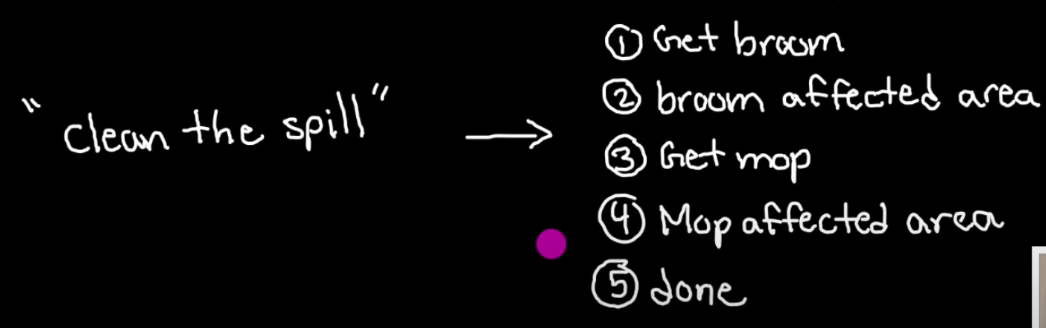 "clean the spill" →
① Get broom
② broom affected area
③ Get mop
④ Mop affected area
⑤ done